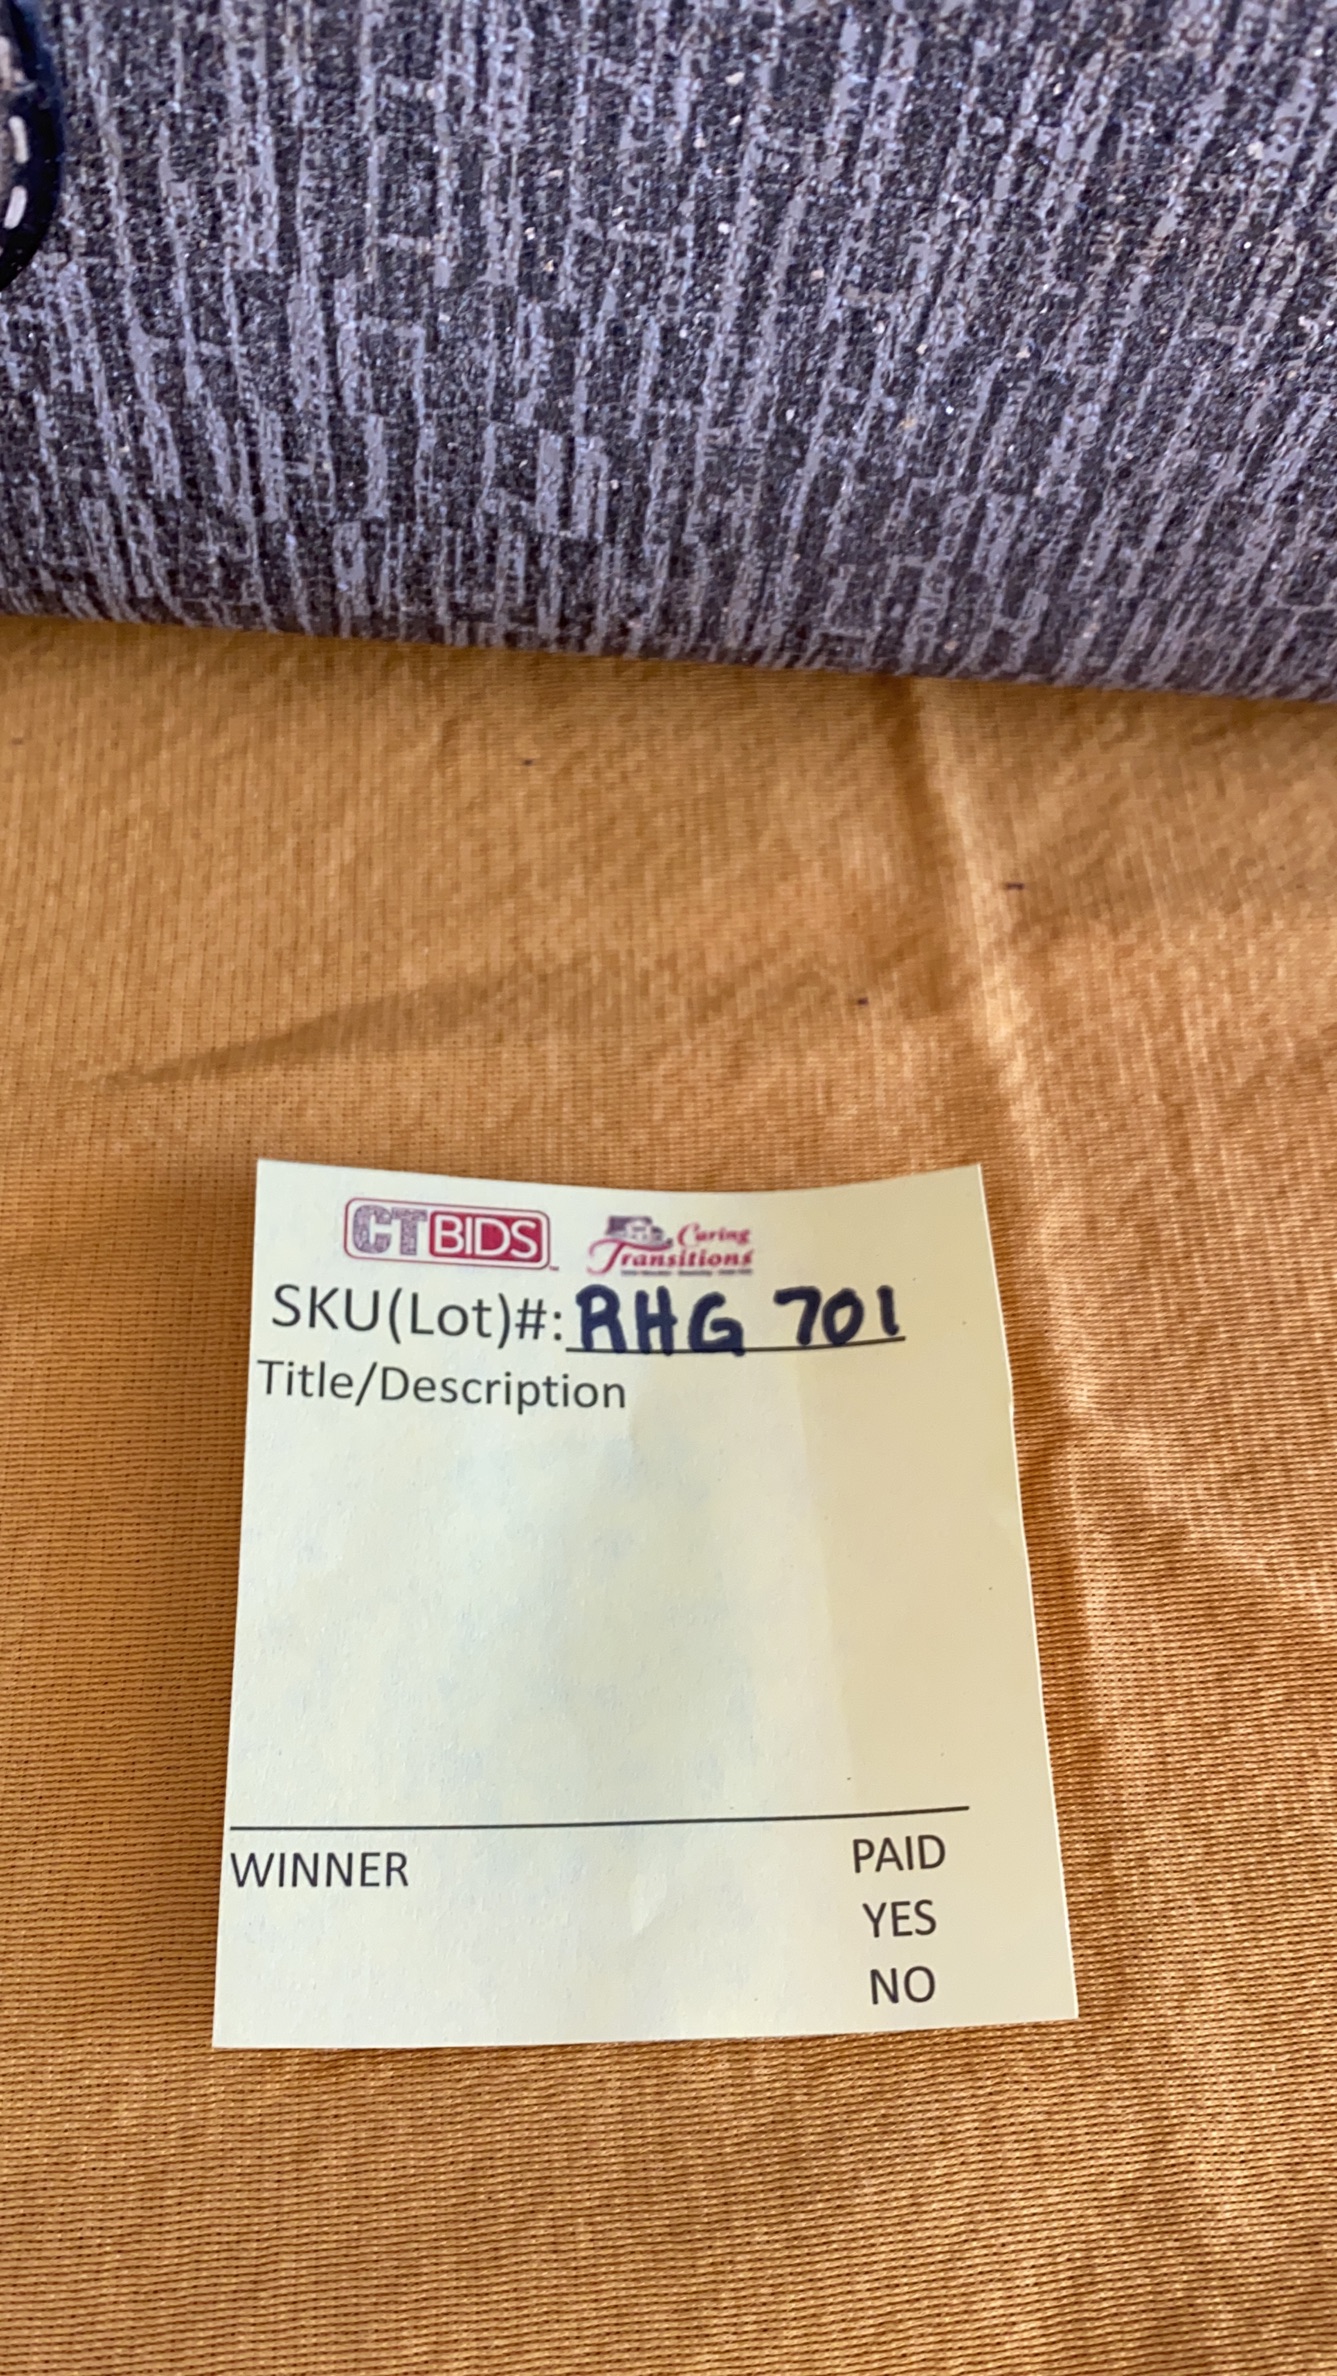 CTBIDS Caring Transitions
SKU(Lot)#: RHG 701
Title/Description
WINNER PAID
YES
NO